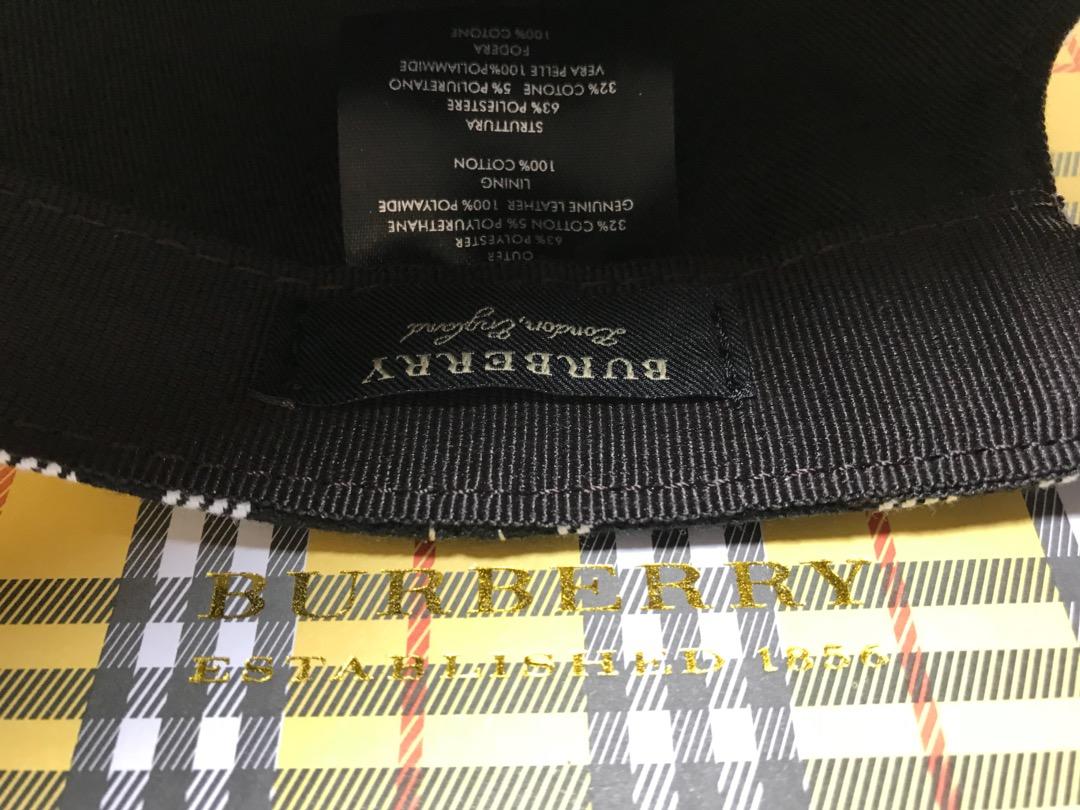 OUTER
63% POLYESTER
32% COTTON 5% POLYURETHANE
GENUINE LEATHER 100% POLYAMIDE
LINING
100% COTTON
STRUTTURA
63% POLIESTERE
32% COTONE 5% POLIURETANO
VERA PELLE 100% POLIAMMIDE
FODERA
100% COTONE
BURBERRY
London, England
BURBERRY
ESTABLISHED 1856